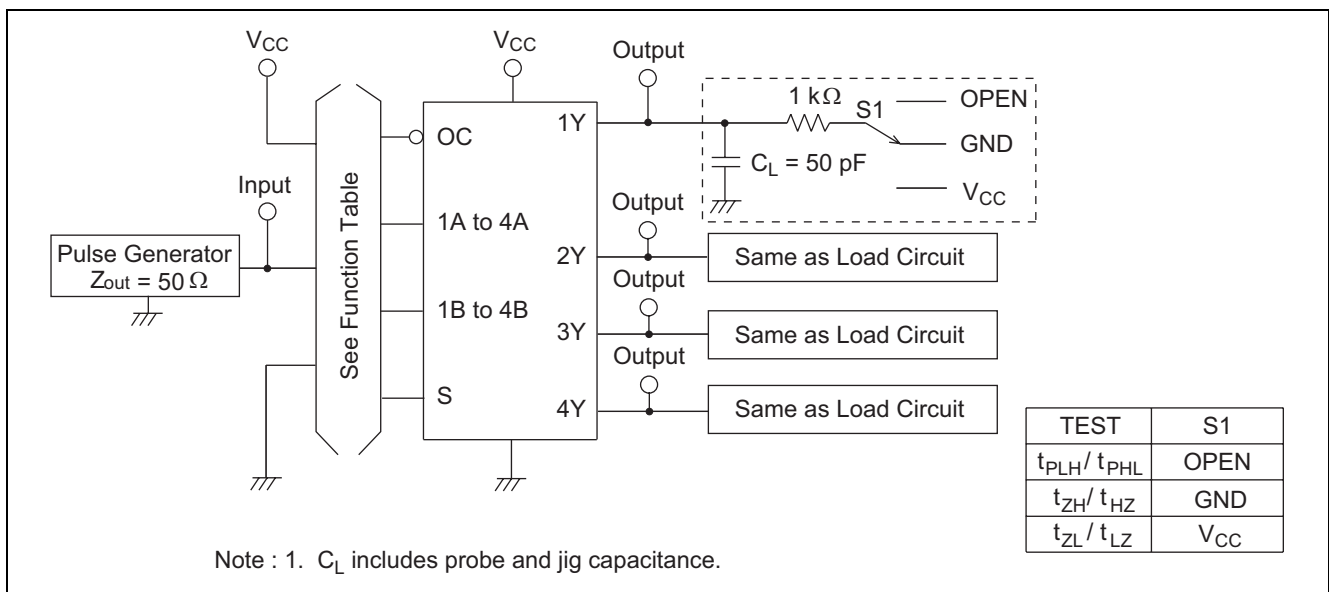 VCC
VCC
Output
1 kΩ
S1
OPEN
GND
VCC
CL = 50 pF
OC
1Y
Input
Output
1A to 4A
2Y
Same as Load Circuit
Pulse Generator
Zout = 50 Ω
See Function Table
Output
1B to 4B
3Y
Same as Load Circuit
Output
S
4Y
Same as Load Circuit
TEST S1
tPLH/ tPHL OPEN
tZH/ tHZ GND
tZL / tLZ VCC
Note : 1. CL includes probe and jig capacitance.